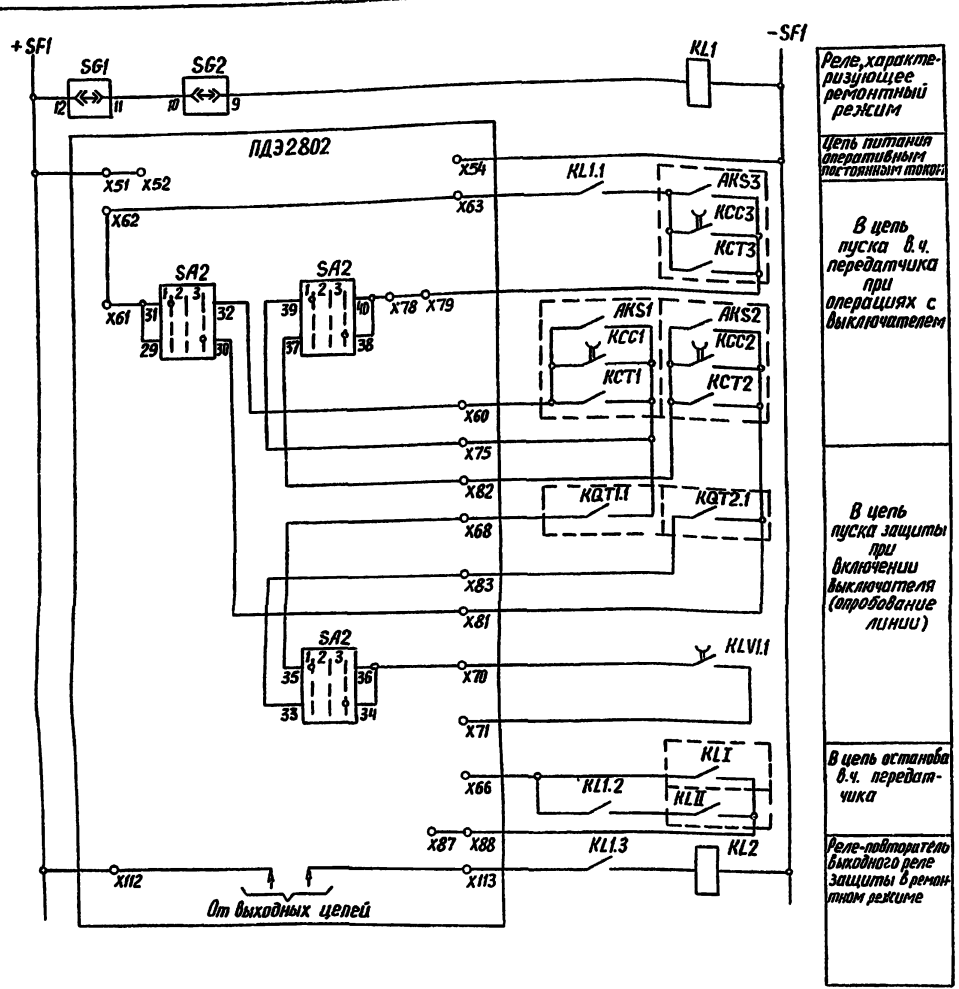 +SF1
-SF1
SG1
SG2
KL1
12
11
10
9
Реле, характе-
ризующее
ремонтный
режим
ПДЭ2802
Цепь питания
оперативным
постоянным током
X51
X52
X54
X62
X63
KL1.1
AKS3
KCC3
KCT3
В цепь
пуска в.ч.
передатчика
при
операциях с
выключателем
SA2
1 2 3
31
32
29
30
X61
SA2
1 2 3
39
40
37
38
X78
X79
AKS1
KCC1
KCT1
AKS2
KCC2
KCT2
X60
X75
X82
KQT1.1
KQT2.1
X68
X83
X81
В цепь
пуска защиты
при
включении
выключателя
(опробование
линии)
SA2
1 2 3
35
36
33
34
X70
KLV1.1
X71
X66
KL1.2
KLI
KLII
В цепь останова
в.ч. передат-
чика
X87
X88
X112
X113
KL1.3
KL2
От выходных цепей
Реле-повторитель
выходного реле
защиты в ремон-
тном режиме